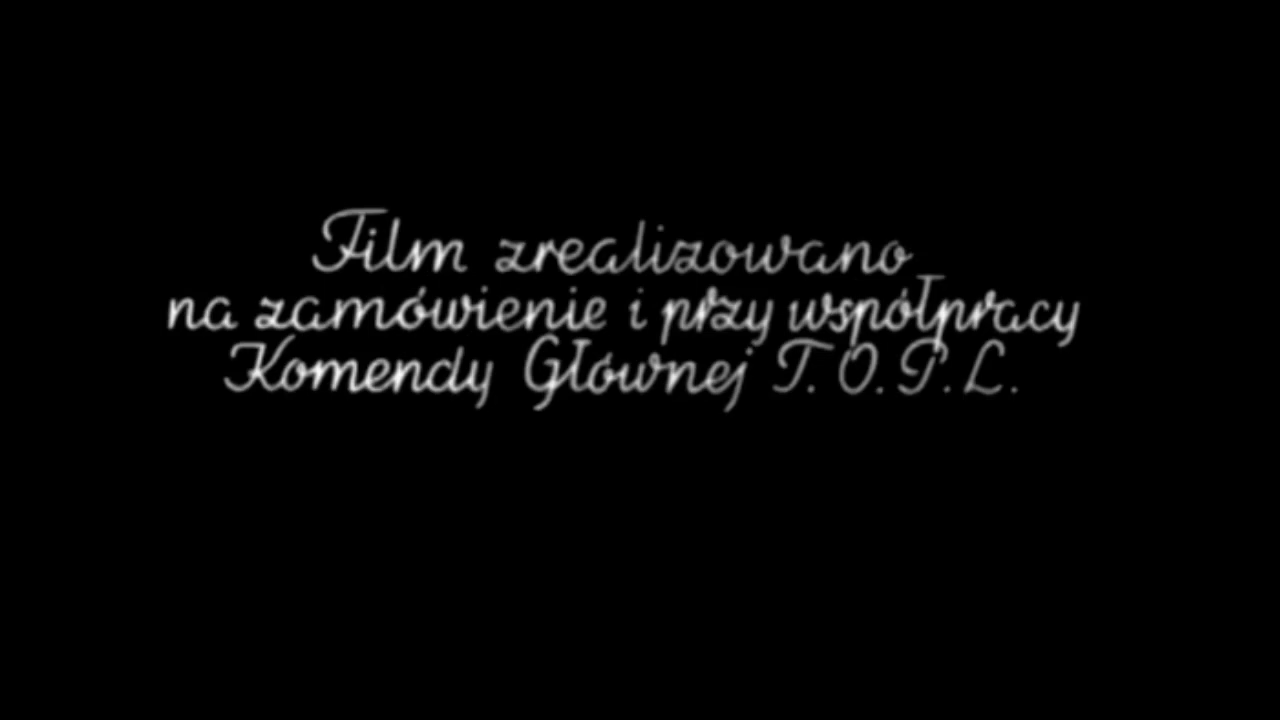 Film zrealizowano
na zamówienie i przy współpracy
Komendy Głównej T.O.P.L.